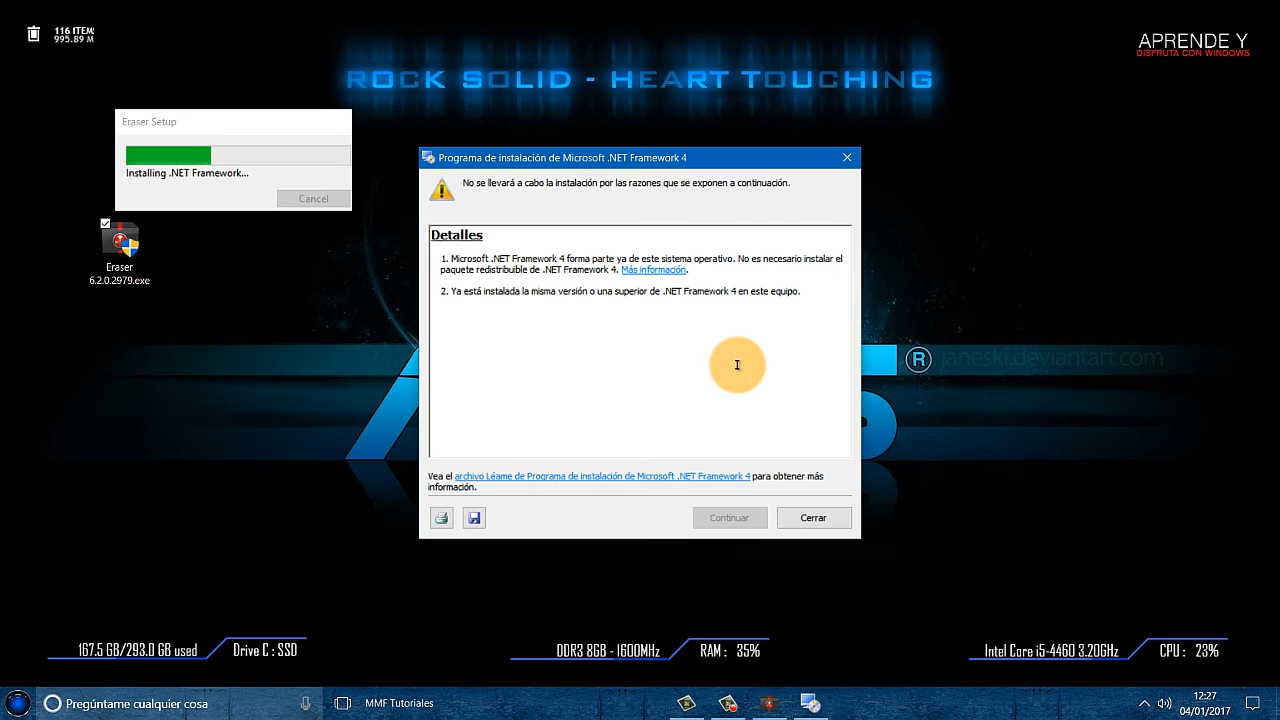 116 ITEM
995.89 M
APRENDE Y
DISFRUTA CON WINDOWS
ROCK SOLID - HEART TOUCHING
Eraser Setup
Installing .NET Framework...
Cancel
Eraser
6.2.0.2979.exe
Programa de instalación de Microsoft .NET Framework 4
No se llevará a cabo la instalación por las razones que se exponen a continuación.
Detalles
1. Microsoft .NET Framework 4 forma parte ya de este sistema operativo. No es necesario instalar el
paquete redistribuible de .NET Framework 4. Más información.
2. Ya está instalada la misma versión o una superior de .NET Framework 4 en este equipo.
Vea el archivo Léame de Programa de instalación de Microsoft .NET Framework 4 para obtener más
información.
Continuar
Cerrar
® janeski.deviantart.com
167.5 GB/293.0 GB used
Drive C : SSD
DDR3 8GB - 1600MHz
RAM : 35%
Intel Core i5-4460 3.20GHz
CPU : 23%
Pregúntame cualquier cosa
MMF Tutoriales
12:27
04/01/2017